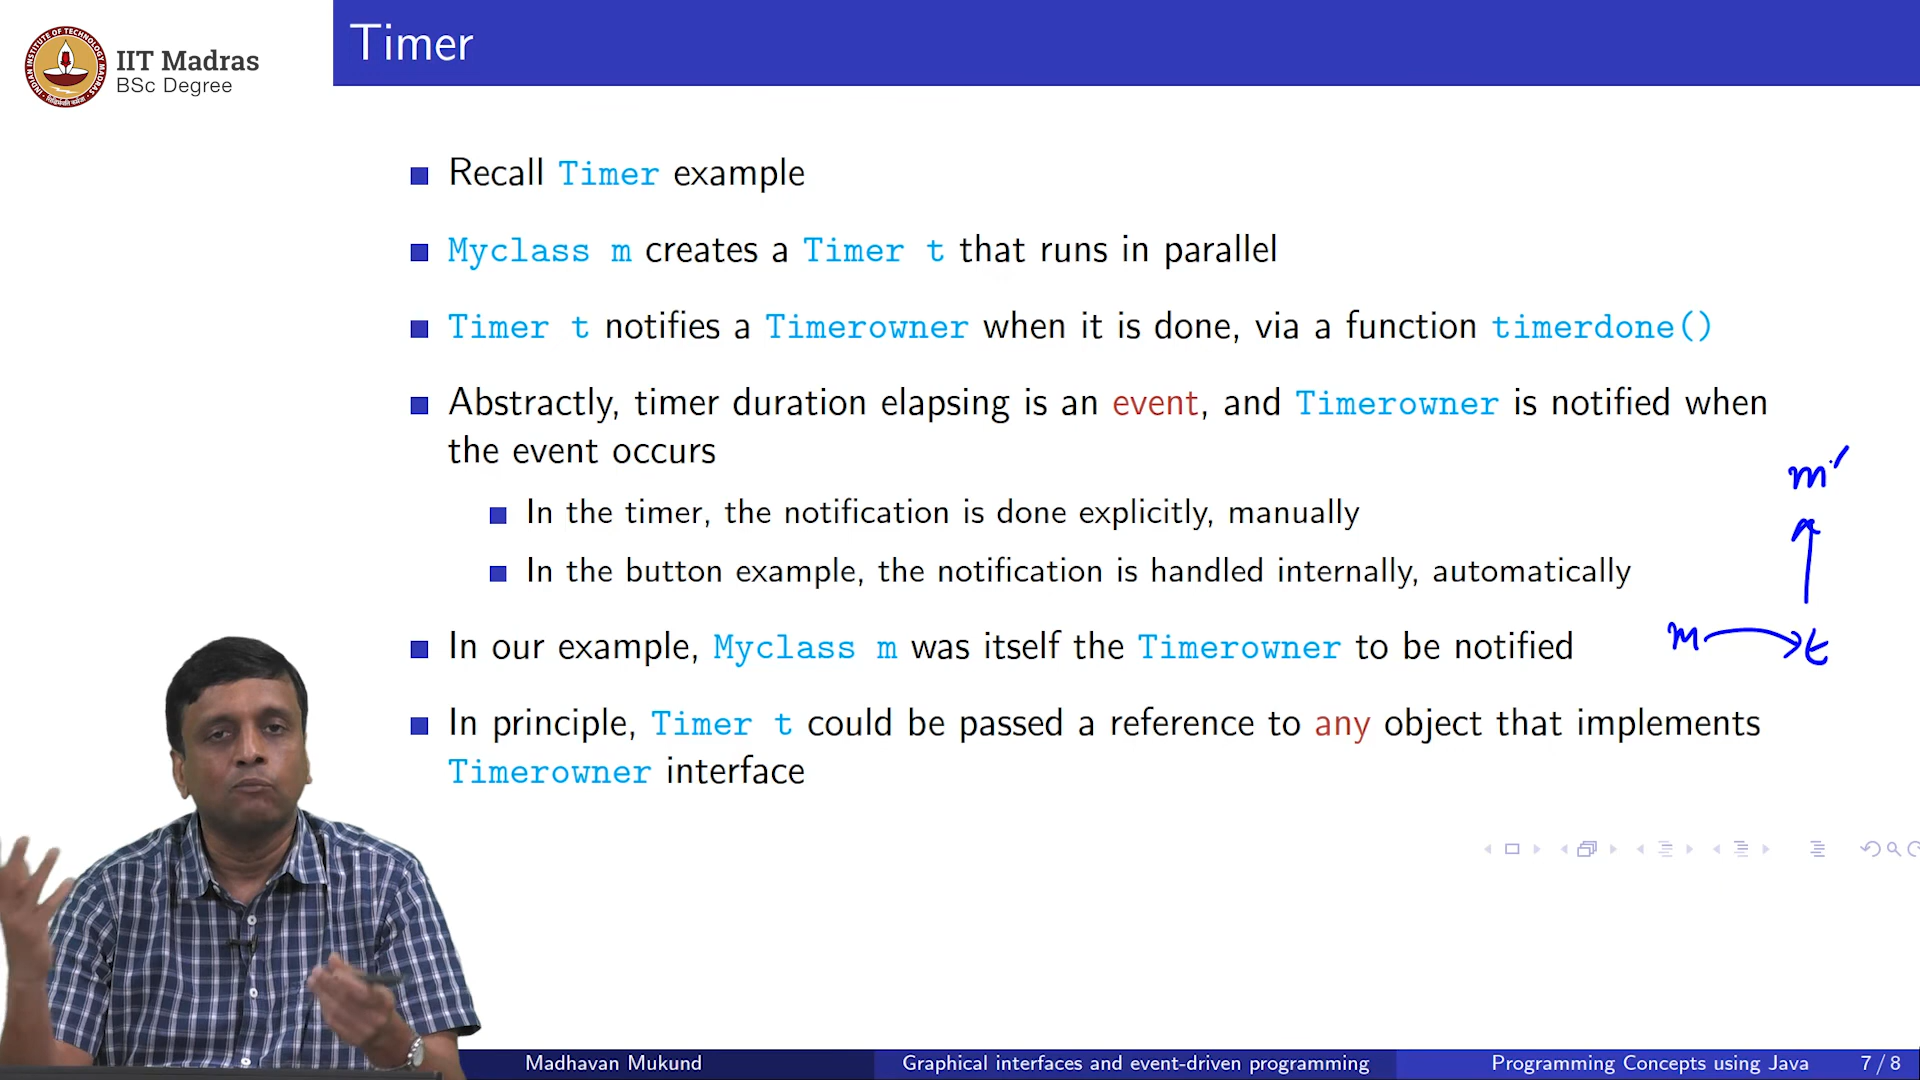 IIT Madras
BSc Degree
Timer
Recall Timer example
Myclass m creates a Timer t that runs in parallel
Timer t notifies a Timerowner when it is done, via a function timerdone()
Abstractly, timer duration elapsing is an event, and Timerowner is notified when
the event occurs
In the timer, the notification is done explicitly, manually
In the button example, the notification is handled internally, automatically
In our example, Myclass m was itself the Timerowner to be notified
In principle, Timer t could be passed a reference to any object that implements
Timerowner interface
m'
m t
Madhavan Mukund
Graphical interfaces and event-driven programming
Programming Concepts using Java
7 / 8